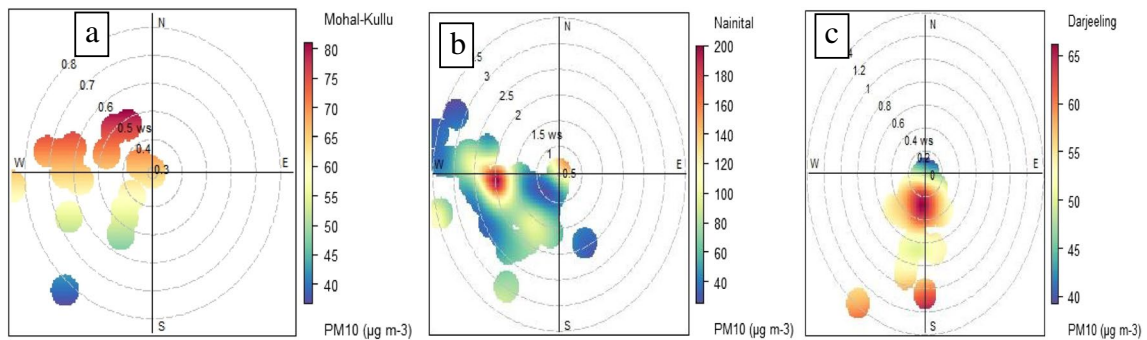 a
Mohal-Kullu
N
0.8
0.7
0.6
0.5 ws
0.4
0.3
W
E
S
80
75
70
65
60
55
50
45
40
PM10 (µg m-3)
b
Nainital
N
.5
3
2.5
2
1.5 ws
1
0.5
W
E
S
200
180
160
140
120
100
80
60
40
PM10 (µg m-3)
c
Darjeeling
N
1.2
1
0.8
0.6
0.4 ws
0.2
0
W
E
S
65
60
55
50
45
40
PM10 (µg m-3)